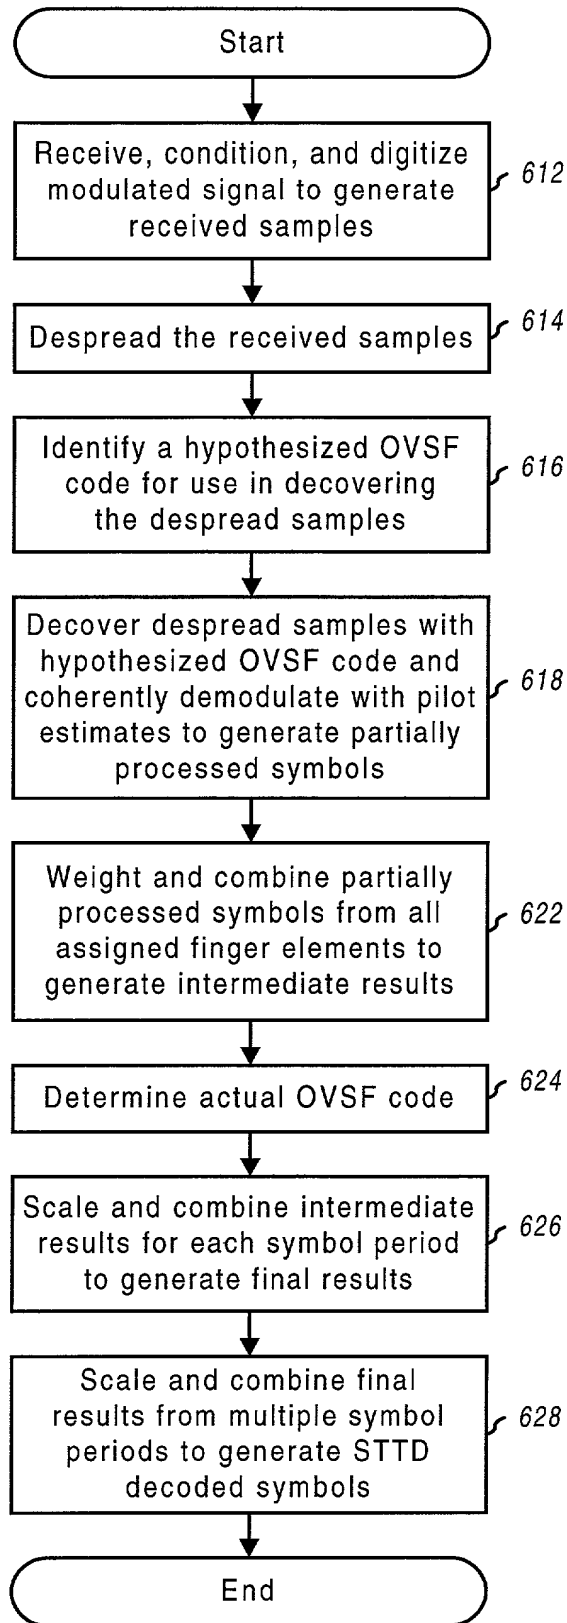 Start
Receive, condition, and digitize
modulated signal to generate
received samples
612
Despread the received samples
614
Identify a hypothesized OVSF
code for use in decovering
the despread samples
616
Decover despread samples with
hypothesized OVSF code and
coherently demodulate with pilot
estimates to generate partially
processed symbols
618
Weight and combine partially
processed symbols from all
assigned finger elements to
generate intermediate results
622
Determine actual OVSF code
624
Scale and combine intermediate
results for each symbol period
to generate final results
626
Scale and combine final
results from multiple symbol
periods to generate STTD
decoded symbols
628
End